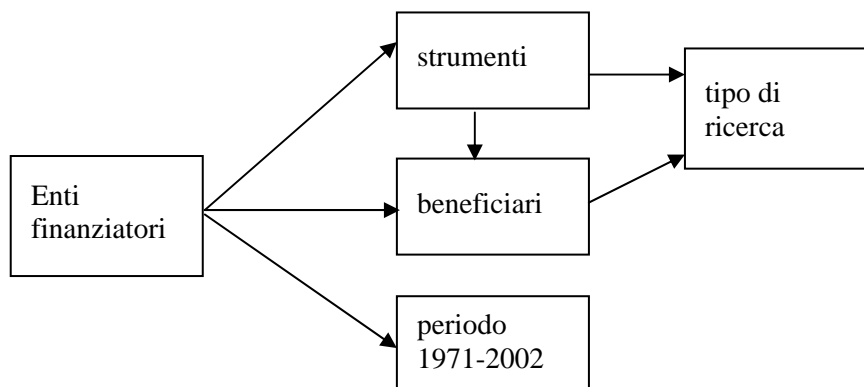 strumenti
tipo di
ricerca
Enti
finanziatori
beneficiari
periodo
1971-2002